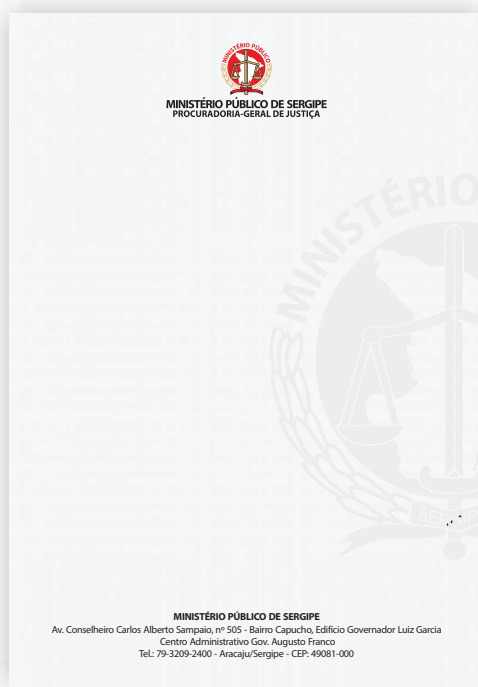 MINISTÉRIO PÚBLICO
MINISTÉRIO PÚBLICO DE SERGIPE
PROCURADORIA-GERAL DE JUSTIÇA
MINISTÉRIO
MINISTÉRIO PÚBLICO DE SERGIPE
Av. Conselheiro Carlos Alberto Sampaio, nº 505 - Bairro Capucho, Edifício Governador Luiz Garcia
Centro Administrativo Gov. Augusto Franco
Tel.: 79-3209-2400 - Aracaju/Sergipe - CEP: 49081-000